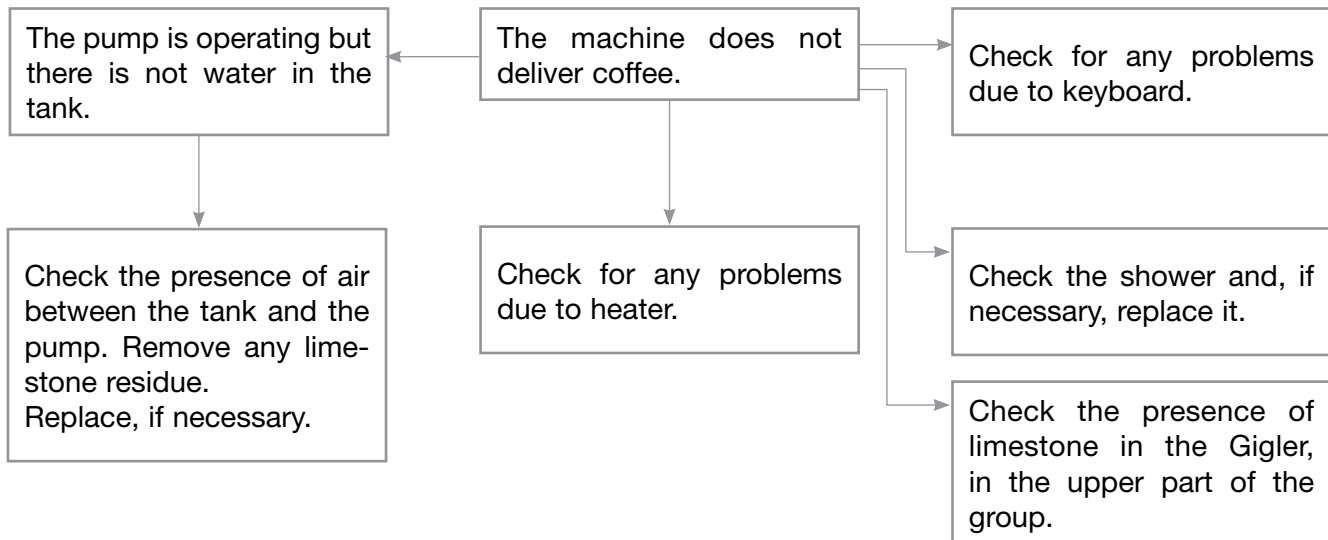 The pump is operating but
there is not water in the
tank.
The machine does not
deliver coffee.
Check for any problems
due to keyboard.
Check the presence of air
between the tank and the
pump. Remove any lime-
stone residue.
Replace, if necessary.
Check for any problems
due to heater.
Check the shower and, if
necessary, replace it.
Check the presence of
limestone in the Gigler,
in the upper part of the
group.